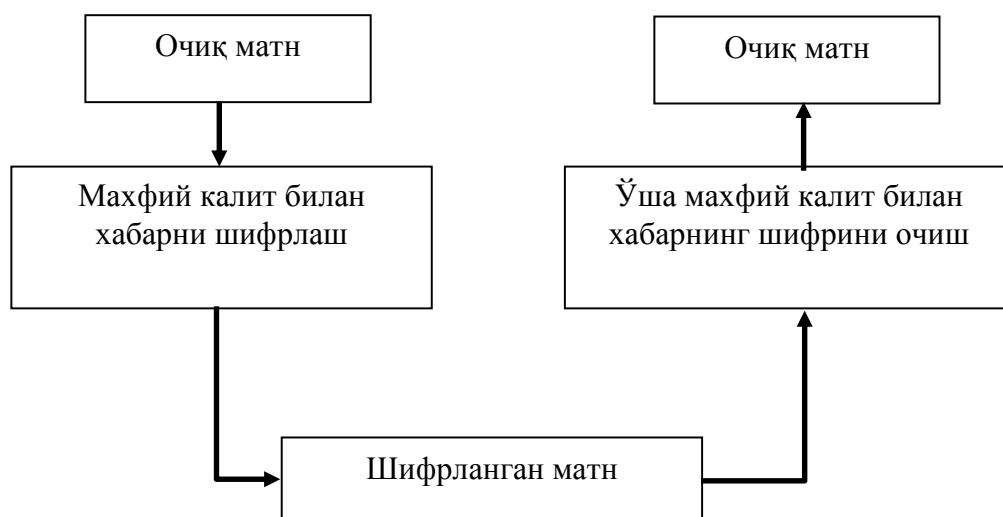 Очиқ матн
Махфий калит билан
хабарни шифрлаш
Шифрланган матн
Ўша махфий калит билан
хабарнинг шифрини очиш
Очиқ матн